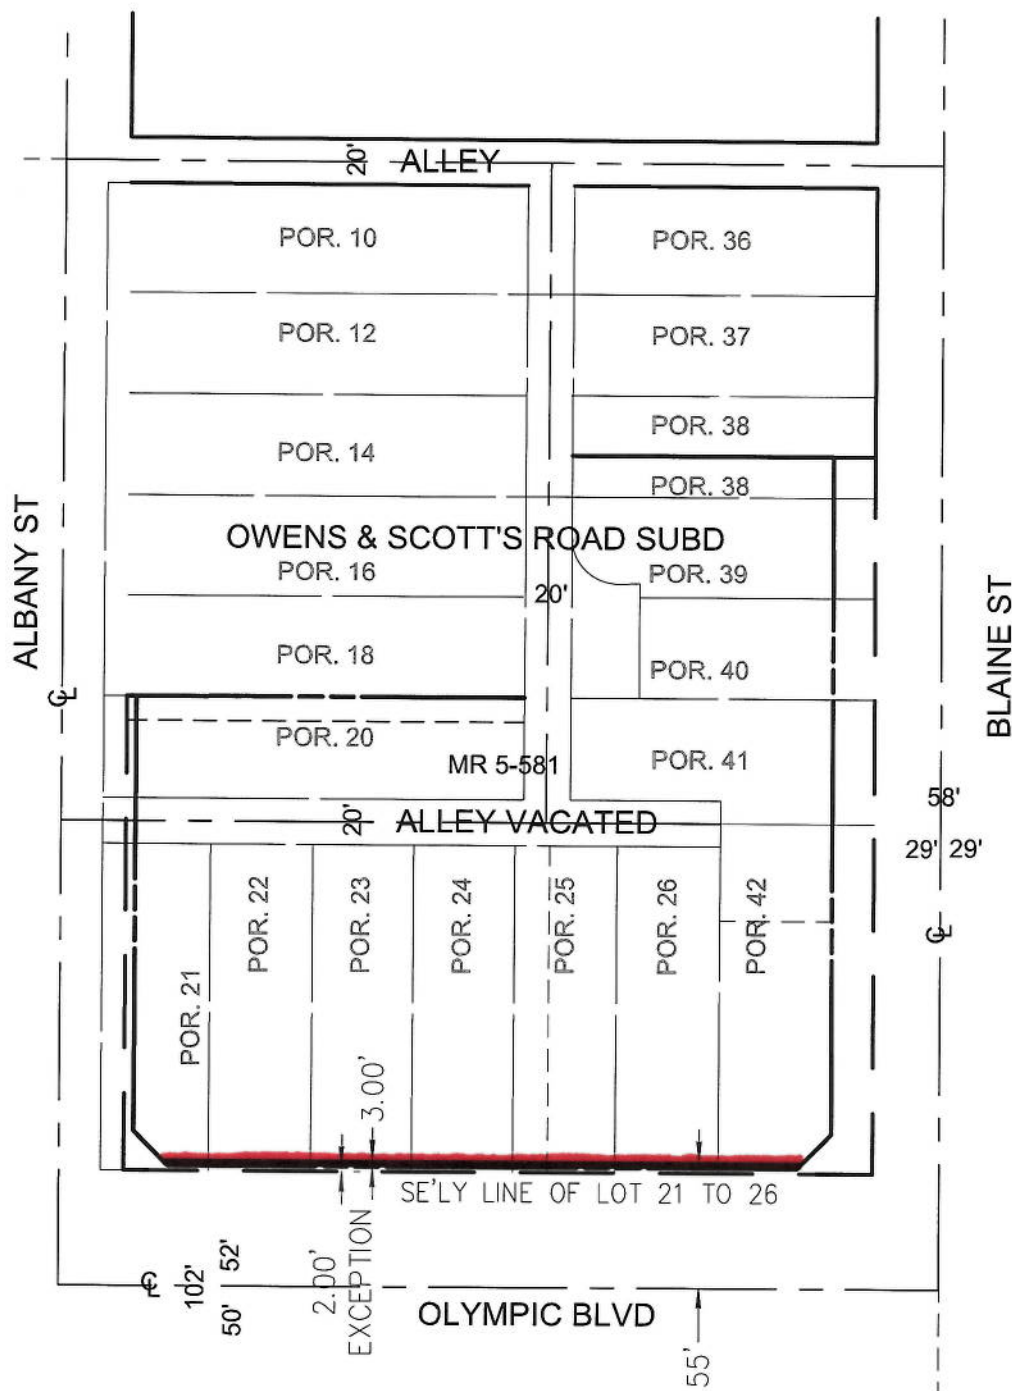 20' ALLEY
POR. 10
POR. 36
POR. 12
POR. 37
POR. 38
POR. 14
POR. 38
OWENS & SCOTT'S ROAD SUBD
POR. 16
POR. 39
20'
ALBANY ST
BLAINE ST
POR. 18
POR. 40
℄
POR. 20
MR 5-581
POR. 41
58'
20' ALLEY VACATED
29' 29'
POR. 21
POR. 22
POR. 23
POR. 24
POR. 25
POR. 26
POR. 42
℄
3.00'
SE'LY LINE OF LOT 21 TO 26
2.00'
EXCEPTION
℄
102'
52'
50'
OLYMPIC BLVD
55'